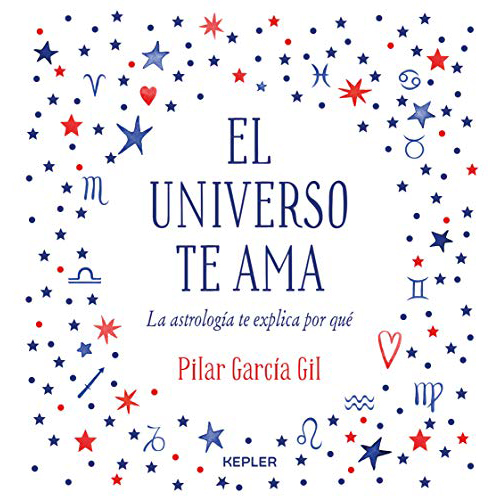 EL
UNIVERSO
TE AMA
La astrología te explica por qué
Pilar García Gil
KEPLER